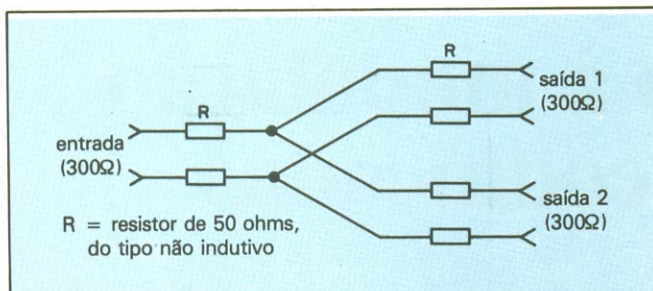 R
saída 1
(300Ω)
R
entrada
(300Ω)
saída 2
(300Ω)
R = resistor de 50 ohms,
do tipo não indutivo